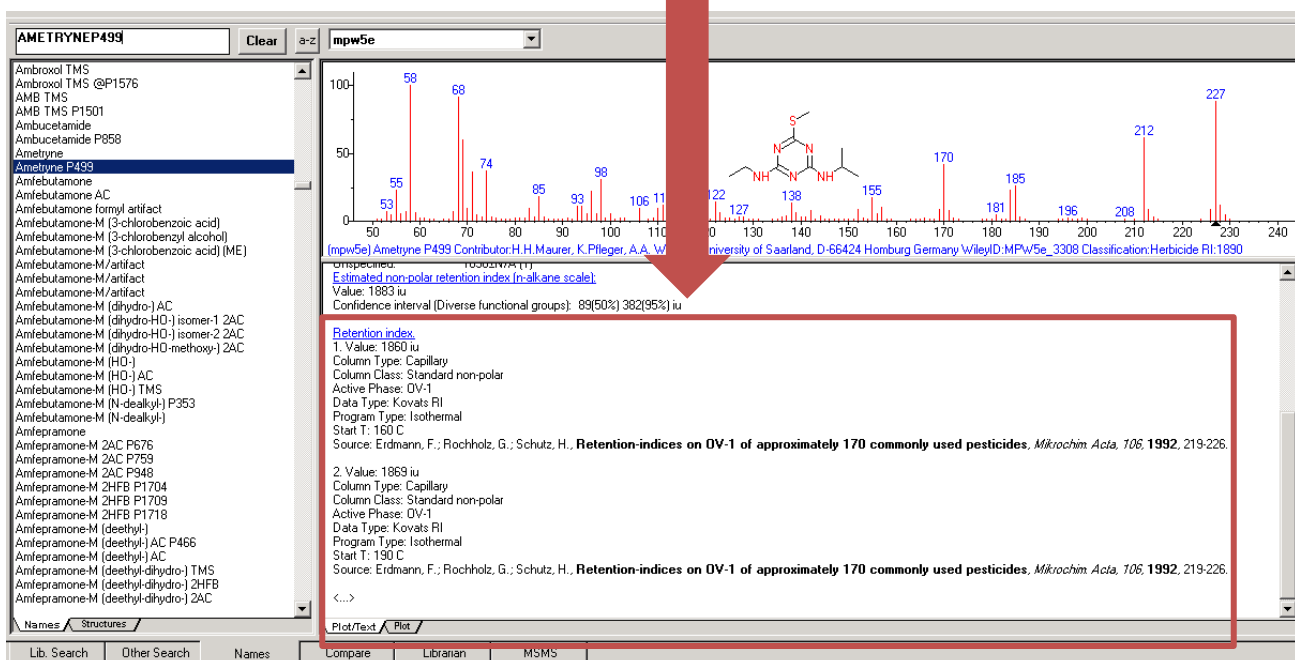 AMETRYNEP499 Clear a-z mpw5e
Ambroxol TMS
Ambroxol TMS @P1576
AMB TMS
AMB TMS P1501
Ambucetamide
Ambucetamide P858
Ametryne
Ametryne P499
Amfebutamone
Amfebutamone AC
Amfebutamone formyl artifact
Amfebutamone-M (3-chlorobenzoic acid)
Amfebutamone-M (3-chlorobenzyl alcohol)
Amfebutamone-M (3-chlorobenzoic acid) (ME)
Amfebutamone-M/artifact
Amfebutamone-M/artifact
Amfebutamone-M/artifact
Amfebutamone-M (dihydro-) AC
Amfebutamone-M (dihydro-HO-) isomer-1 2AC
Amfebutamone-M (dihydro-HO-) isomer-2 2AC
Amfebutamone-M (dihydro-HO-methoxy-) 2AC
Amfebutamone-M (HO-)
Amfebutamone-M (HO-) AC
Amfebutamone-M (HO-) TMS
Amfebutamone-M (N-dealkyl-) P353
Amfebutamone-M (N-dealkyl-)
Amfepramone
Amfepramone-M 2AC P676
Amfepramone-M 2AC P759
Amfepramone-M 2AC P948
Amfepramone-M 2HFB P1704
Amfepramone-M 2HFB P1709
Amfepramone-M 2HFB P1718
Amfepramone-M (deethyl-)
Amfepramone-M (deethyl-) AC P466
Amfepramone-M (deethyl-) AC
Amfepramone-M (deethyl-dihydro-) TMS
Amfepramone-M (deethyl-dihydro-) 2HFB
Amfepramone-M (deethyl-dihydro-) 2AC
Names Structures
100 50 0
58 68 227
212
74 98 170
55 85 185
53 93 106 122 127 138 155 181 196 208
S N N NH N NH
50 60 70 80 90 100 110 120 130 140 150 160 170 180 190 200 210 220 230 240
(mpw5e) Ametryne P499 Contributor:H.H.Maurer, K.Pfleger, A.A. University of Saarland, D-66424 Homburg Germany WileyID:MPW5e_3308 Classification:Herbicide RI:1890
Estimated non-polar retention index (n-alkane scale):
Value: 1883 iu
Confidence interval (Diverse functional groups): 89(50%) 382(95%) iu
Retention index.
1. Value: 1860 iu
Column Type: Capillary
Column Class: Standard non-polar
Active Phase: OV-1
Data Type: Kovats RI
Program Type: Isothermal
Start T: 160 C
Source: Erdmann, F.; Rochholz, G.; Schutz, H., Retention-indices on OV-1 of approximately 170 commonly used pesticides, Mikrochim. Acta, 106, 1992, 219-226.
2. Value: 1869 iu
Column Type: Capillary
Column Class: Standard non-polar
Active Phase: OV-1
Data Type: Kovats RI
Program Type: Isothermal
Start T: 190 C
Source: Erdmann, F.; Rochholz, G.; Schutz, H., Retention-indices on OV-1 of approximately 170 commonly used pesticides, Mikrochim. Acta, 106, 1992, 219-226.
<...>
Plot/Text Plot
Lib. Search Other Search Names Compare Librarian MSMS